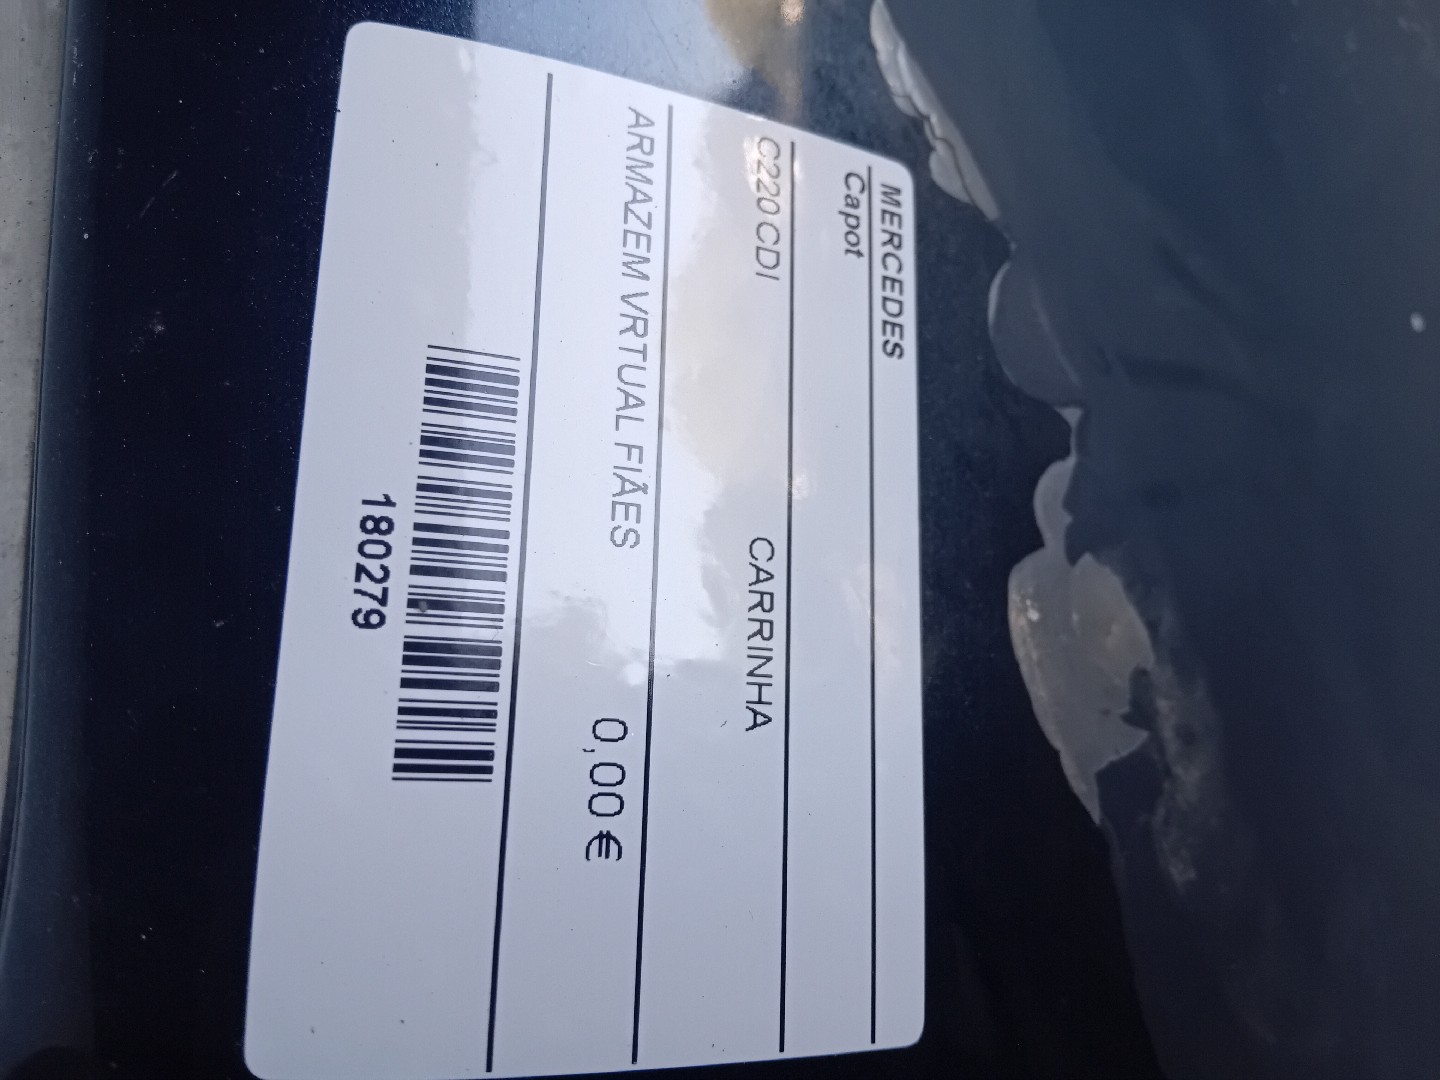 MERCEDES
Capot
C220 CDI CARRINHA
ARMAZEM VRTUAL FIÃES 0,00 €
180279